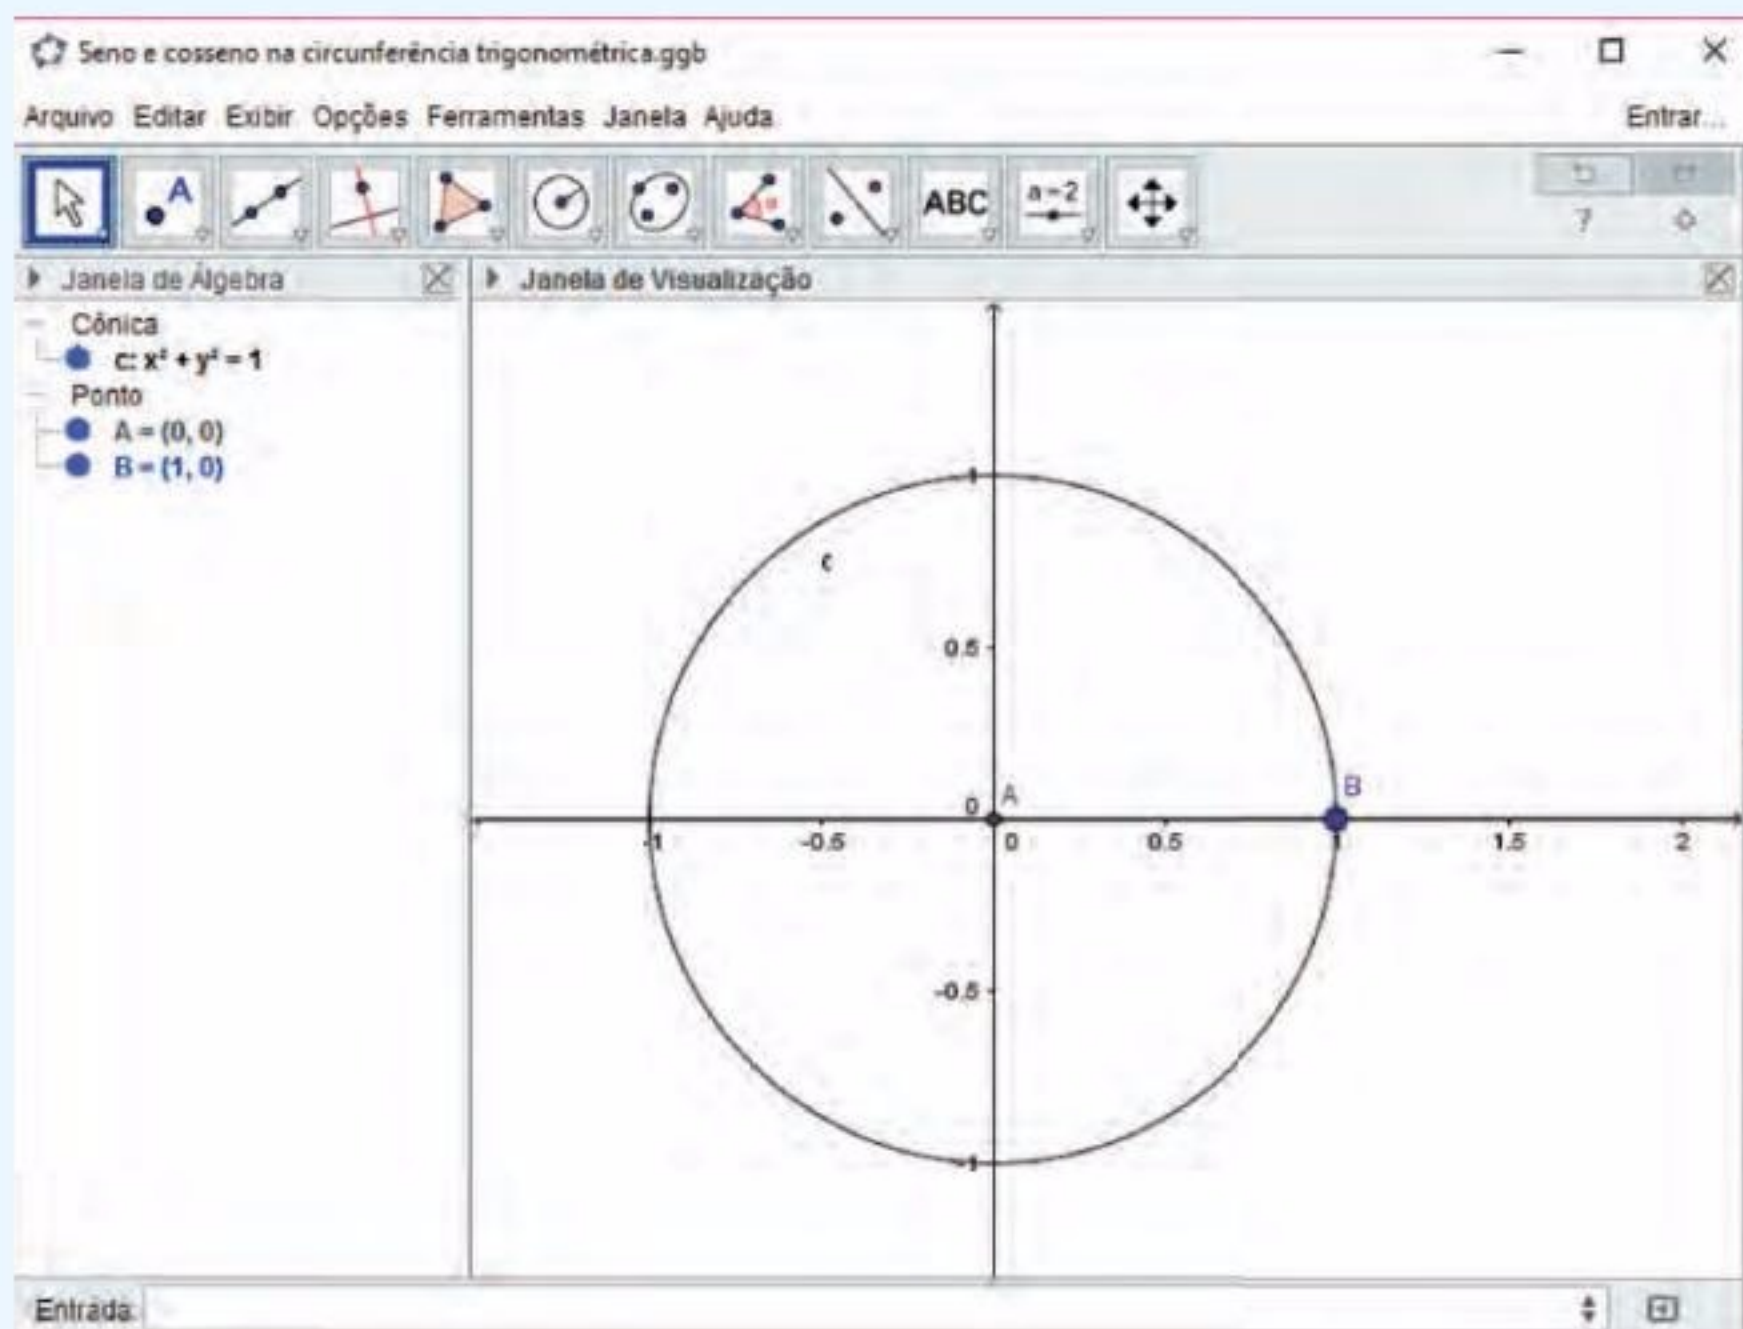 Seno e cosseno na circunferência trigonométrica.ggb
Arquivo Editar Exibir Opções Ferramentas Janela Ajuda Entrar...
A ABC a=2
?
Janela de Álgebra
Janela de Visualização
Cônica
c: x² + y² = 1
Ponto
A = (0, 0)
B = (1, 0)
1
c
0.5
0 A B
-1 -0.5 0 0.5 1 1.5 2
-0.5
-1
Entrada: